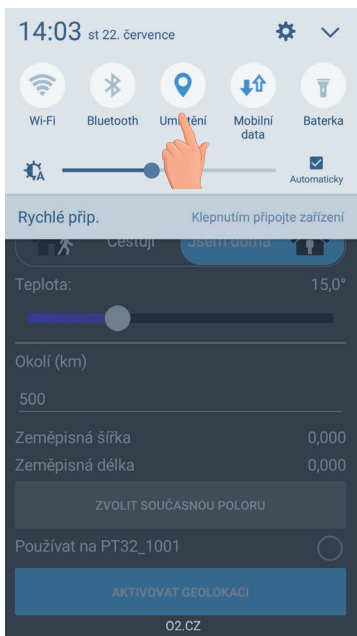 14:03 st 22. července
Wi-Fi Bluetooth Umístění Mobilní data Baterka
Automaticky
Rychlé přip. Klepnutím připojte zařízení
Cestuji Jsem doma
Teplota: 15,0°
Okolí (km)
500
Zeměpisná šířka 0,000
Zeměpisná délka 0,000
ZVOLIT SOUČASNOU POLORU
Používat na PT32_1001
AKTIVOVAT GEOLOKACI
O2.CZ